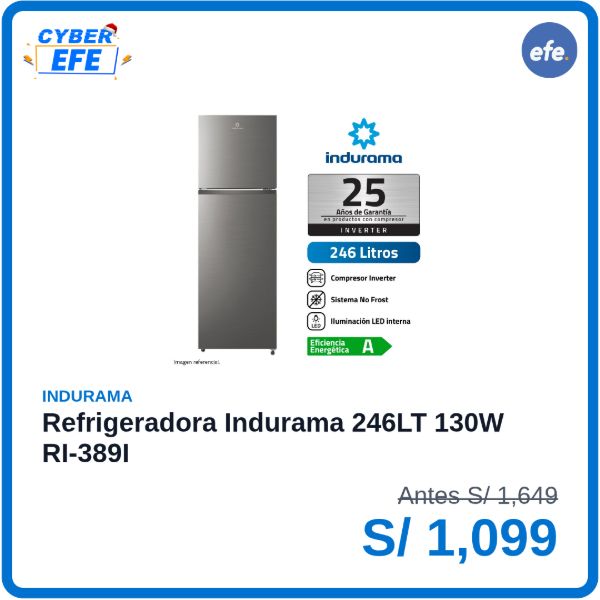 CYBER
EFE
efe.
indurama
25
Años de Garantía
en productos con compresor
INVERTER
246 Litros
Compresor Inverter
Sistema No Frost
LED
Iluminación LED interna
Eficiencia
Energética
A
Imagen referencial.
INDURAMA
Refrigeradora Indurama 246LT 130W
RI-389I
Antes S/ 1,649
S/ 1,099